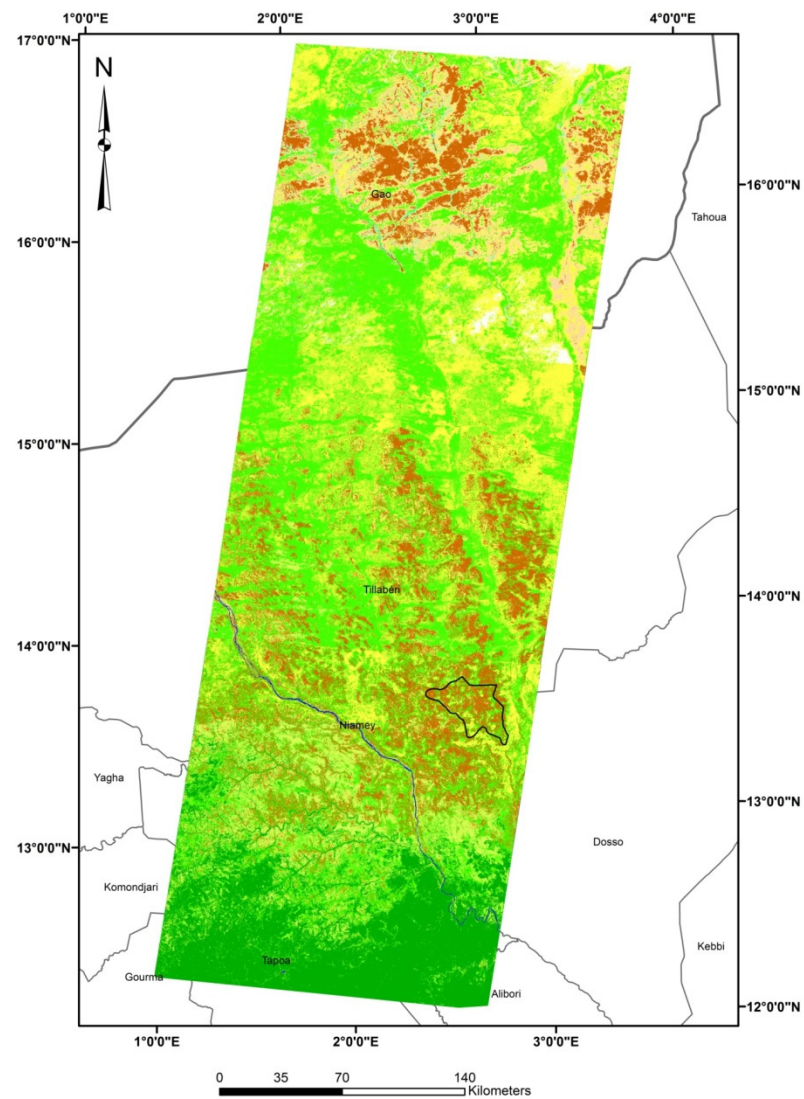 1°0'0"E 2°0'0"E 3°0'0"E 4°0'0"E
17°0'0"N
N
16°0'0"N
Gao
Tahoua
16°0'0"N
15°0'0"N
15°0'0"N
Tillaberi
14°0'0"N
14°0'0"N
Niamey
Yagha
13°0'0"N
Dosso
13°0'0"N
Komondjari
Kebbi
Tapoa
Gourma
Alibori
12°0'0"N
1°0'0"E 2°0'0"E 3°0'0"E
0 35 70 140
Kilometers